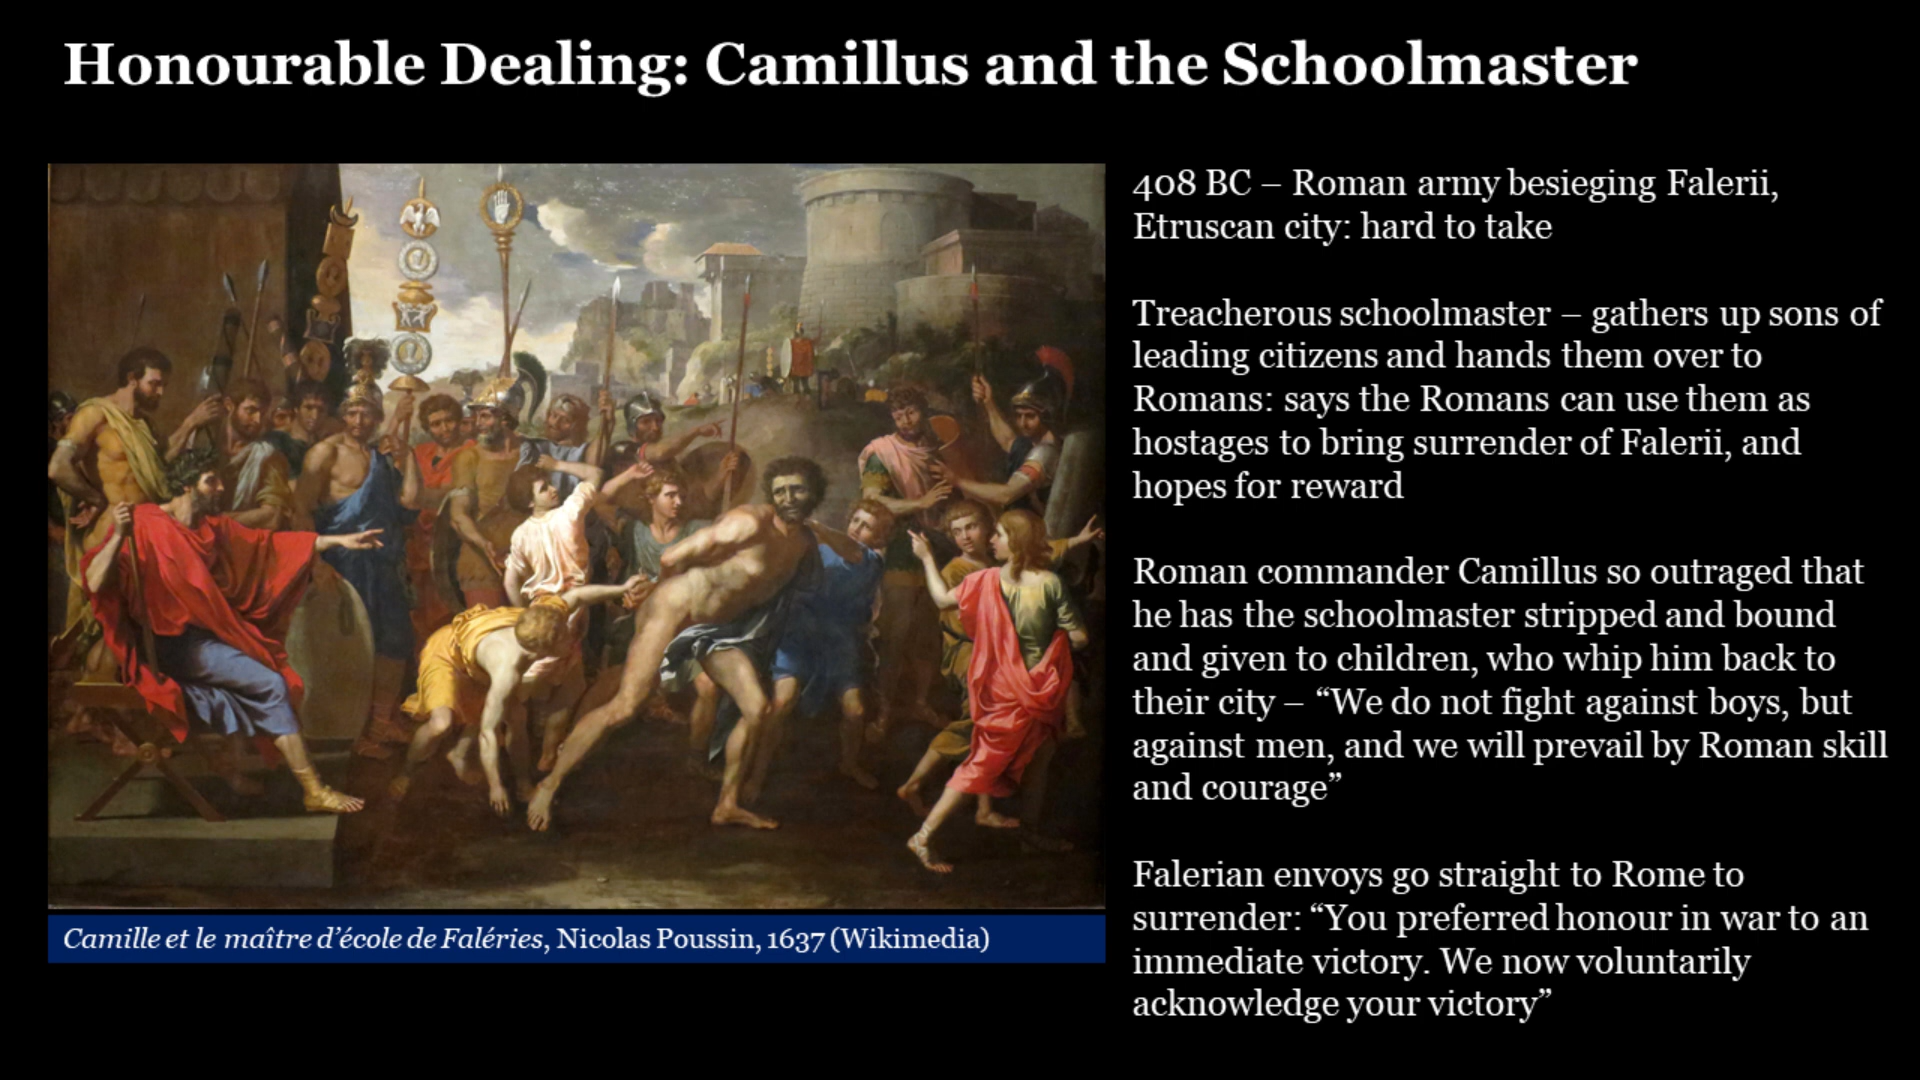 Honourable Dealing: Camillus and the Schoolmaster
408 BC – Roman army besieging Falerii,
Etruscan city: hard to take
Treacherous schoolmaster – gathers up sons of
leading citizens and hands them over to
Romans: says the Romans can use them as
hostages to bring surrender of Falerii, and
hopes for reward
Roman commander Camillus so outraged that
he has the schoolmaster stripped and bound
and given to children, who whip him back to
their city – “We do not fight against boys, but
against men, and we will prevail by Roman skill
and courage”
Falerian envoys go straight to Rome to
surrender: “You preferred honour in war to an
immediate victory. We now voluntarily
acknowledge your victory”
Camille et le maître d’école de Faléries, Nicolas Poussin, 1637 (Wikimedia)